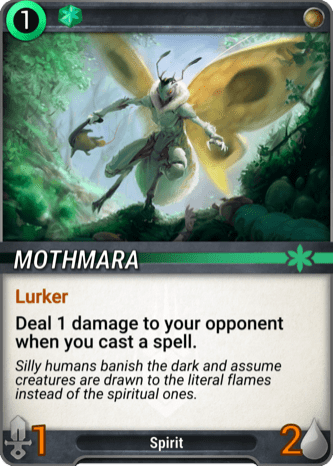 1
MOTHMARA
Lurker
Deal 1 damage to your opponent
when you cast a spell.
Silly humans banish the dark and assume
creatures are drawn to the literal flames
instead of the spiritual ones.
1 Spirit 2